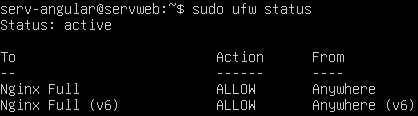 serv-angular@servweb:~$ sudo ufw status
Status: active
To Action From
-- ------ ----
Nginx Full ALLOW Anywhere
Nginx Full (v6) ALLOW Anywhere (v6)